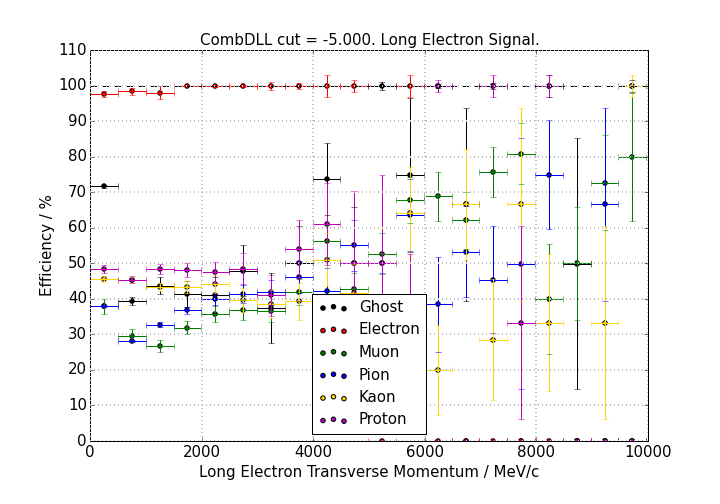 CombDLL cut = -5.000. Long Electron Signal.
110
100
90
80
70
60
50
40
30
20
10
0
Efficiency / %
Ghost
Electron
Muon
Pion
Kaon
Proton
0 2000 4000 6000 8000 10000
Long Electron Transverse Momentum / MeV/c